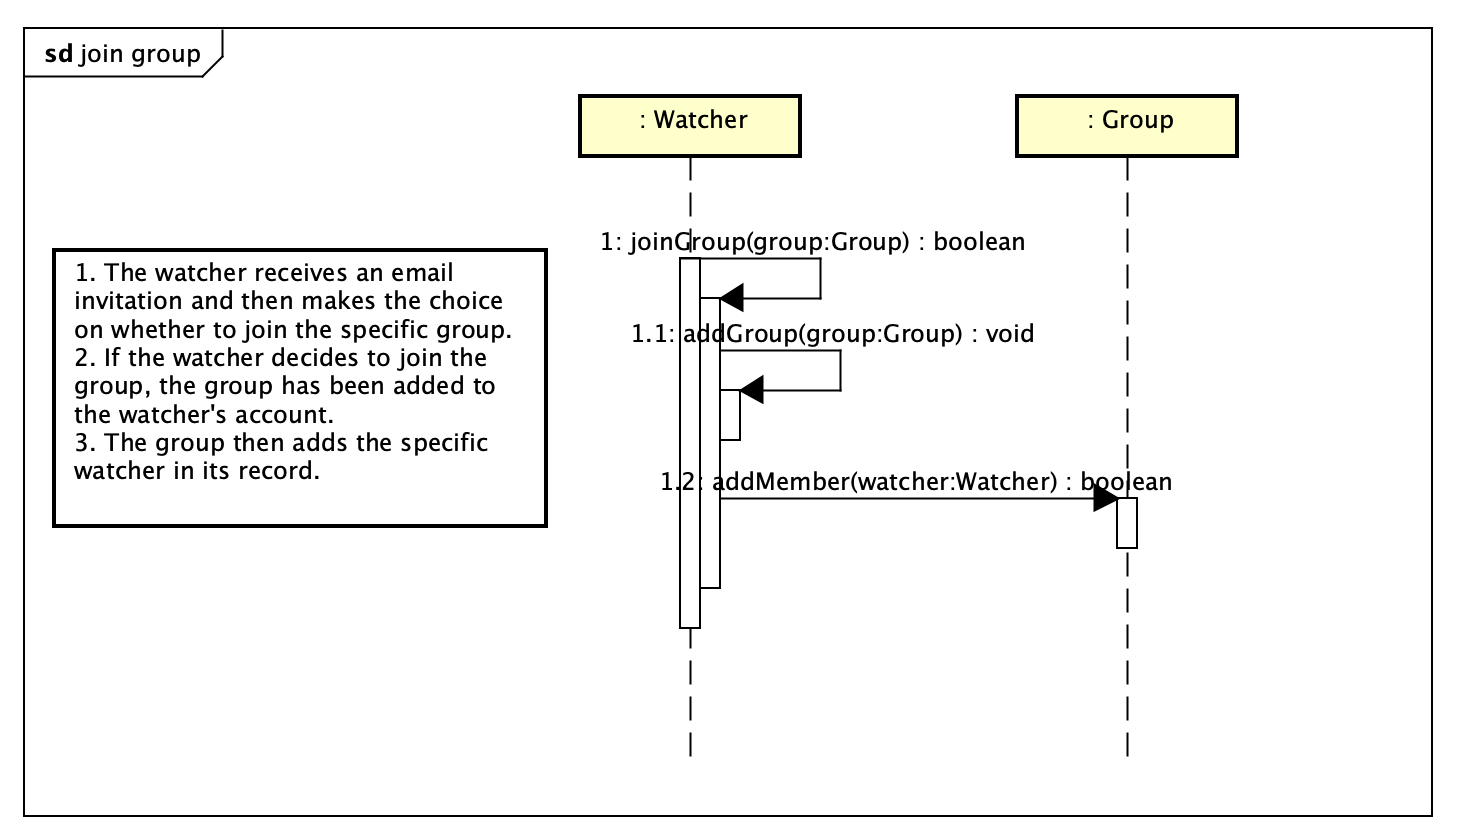 sd join group
: Watcher
: Group
1: joinGroup(group:Group) : boolean
1. The watcher receives an email
invitation and then makes the choice
on whether to join the specific group.
2. If the watcher decides to join the
group, the group has been added to
the watcher's account.
3. The group then adds the specific
watcher in its record.
1.1: addGroup(group:Group) : void
1.2: addMember(watcher:Watcher) : boolean